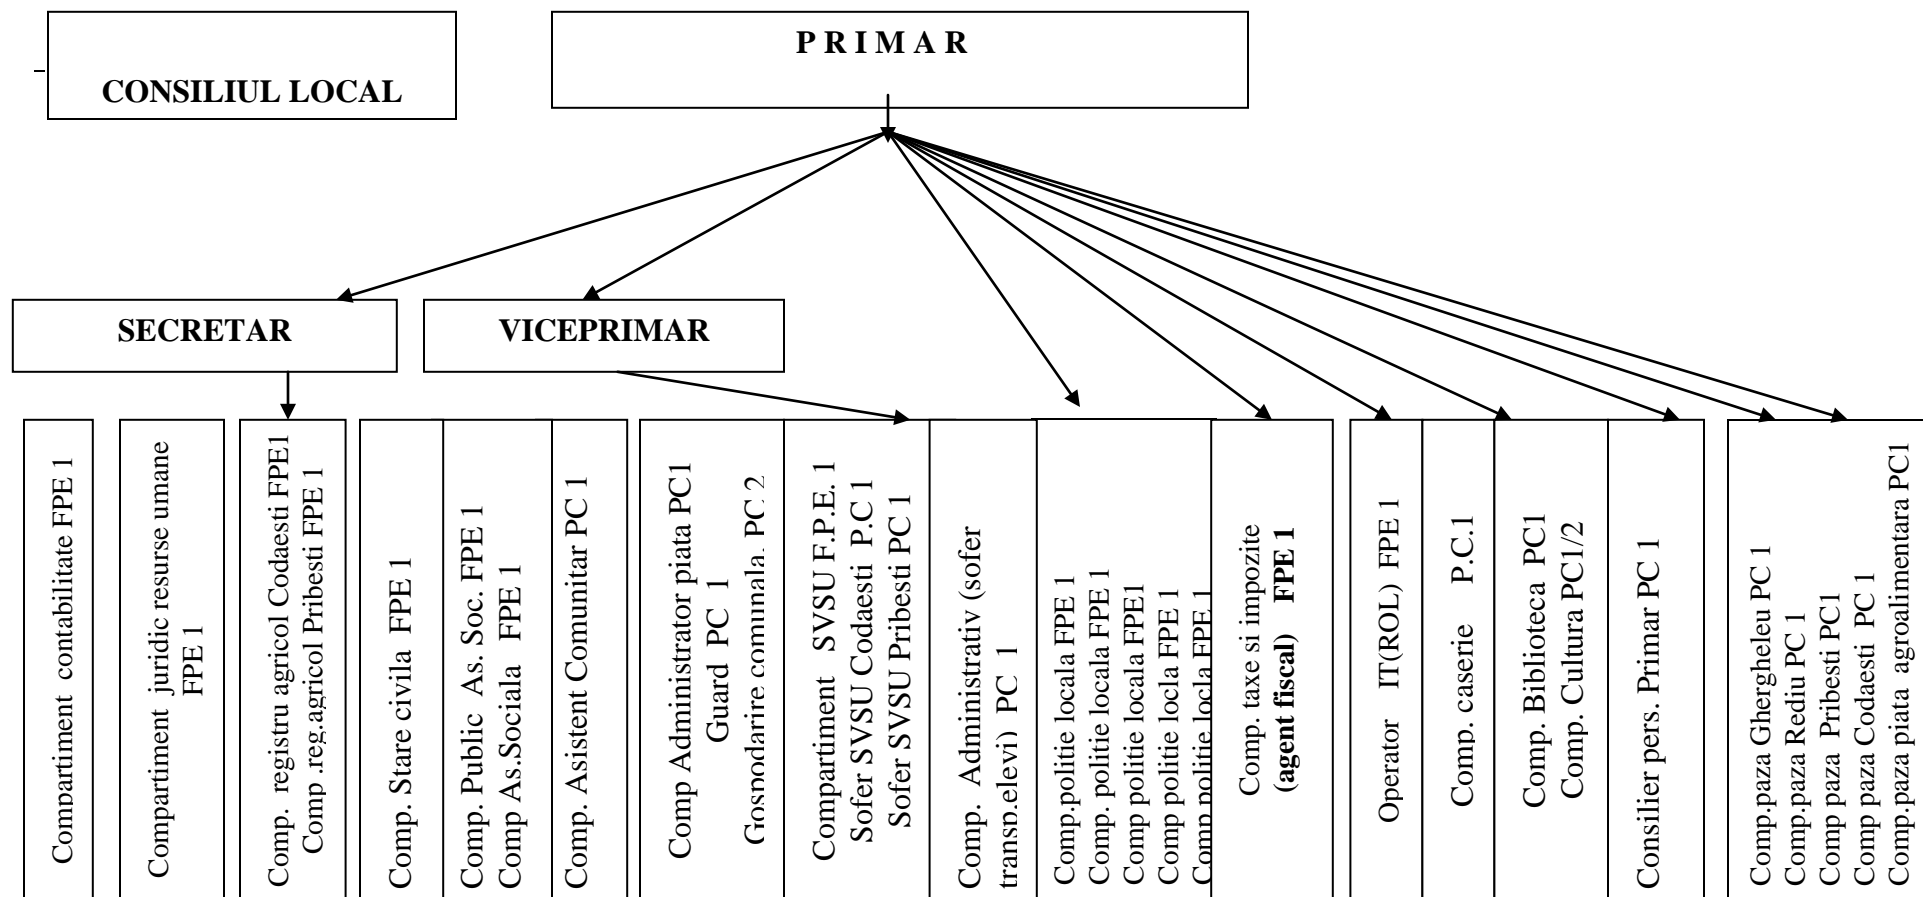 CONSILIUL LOCAL
P R I M A R
SECRETAR
VICEPRIMAR
Compartiment contabilitate FPE 1
Compartiment juridic resurse umane
FPE 1
Comp. registru agricol Codaesti FPE1
Comp .reg.agricol Pribesti FPE 1
Comp. Stare civila FPE 1
Comp. Public As. Soc. FPE 1
Comp As.Sociala FPE 1
Comp. Asistent Comunitar PC 1
Comp Administrator piata PC1
Guard PC 1
Gospodarire comunala. PC 2
Compartiment SVSU F.P.E. 1
Sofer SVSU Codaesti P.C 1
Sofer SVSU Pribesti PC 1
Comp. Administrativ (sofer
transp.elevi) PC 1
Comp.politie locala FPE 1
Comp. politie locala FPE 1
Comp politie locala FPE1
Comp politie locla FPE 1
Comp politie locla FPE 1
Comp. taxe si impozite
(agent fiscal) FPE 1
Operator IT(ROL) FPE 1
Comp. caserie P.C.1
Comp. Biblioteca PC1
Comp. Cultura PC1/2
Consilier pers. Primar PC 1
Comp.paza Ghergheleu PC 1
Comp.paza Rediu PC 1
Comp paza Pribesti PC1
Comp paza Codaesti PC 1
Comp.paza piata agroalimentara PC1